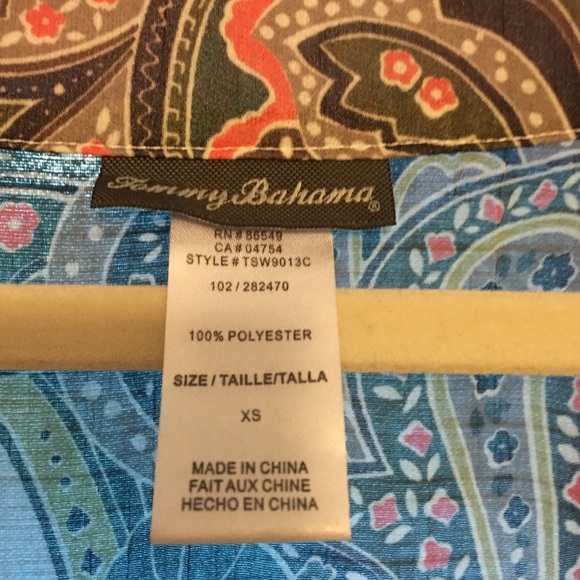 Tommy Bahama®
RN # 86549
CA # 04754
STYLE # TSW9013C
102 / 282470
100% POLYESTER
SIZE / TAILLE/TALLA
XS
MADE IN CHINA
FAIT AUX CHINE
HECHO EN CHINA